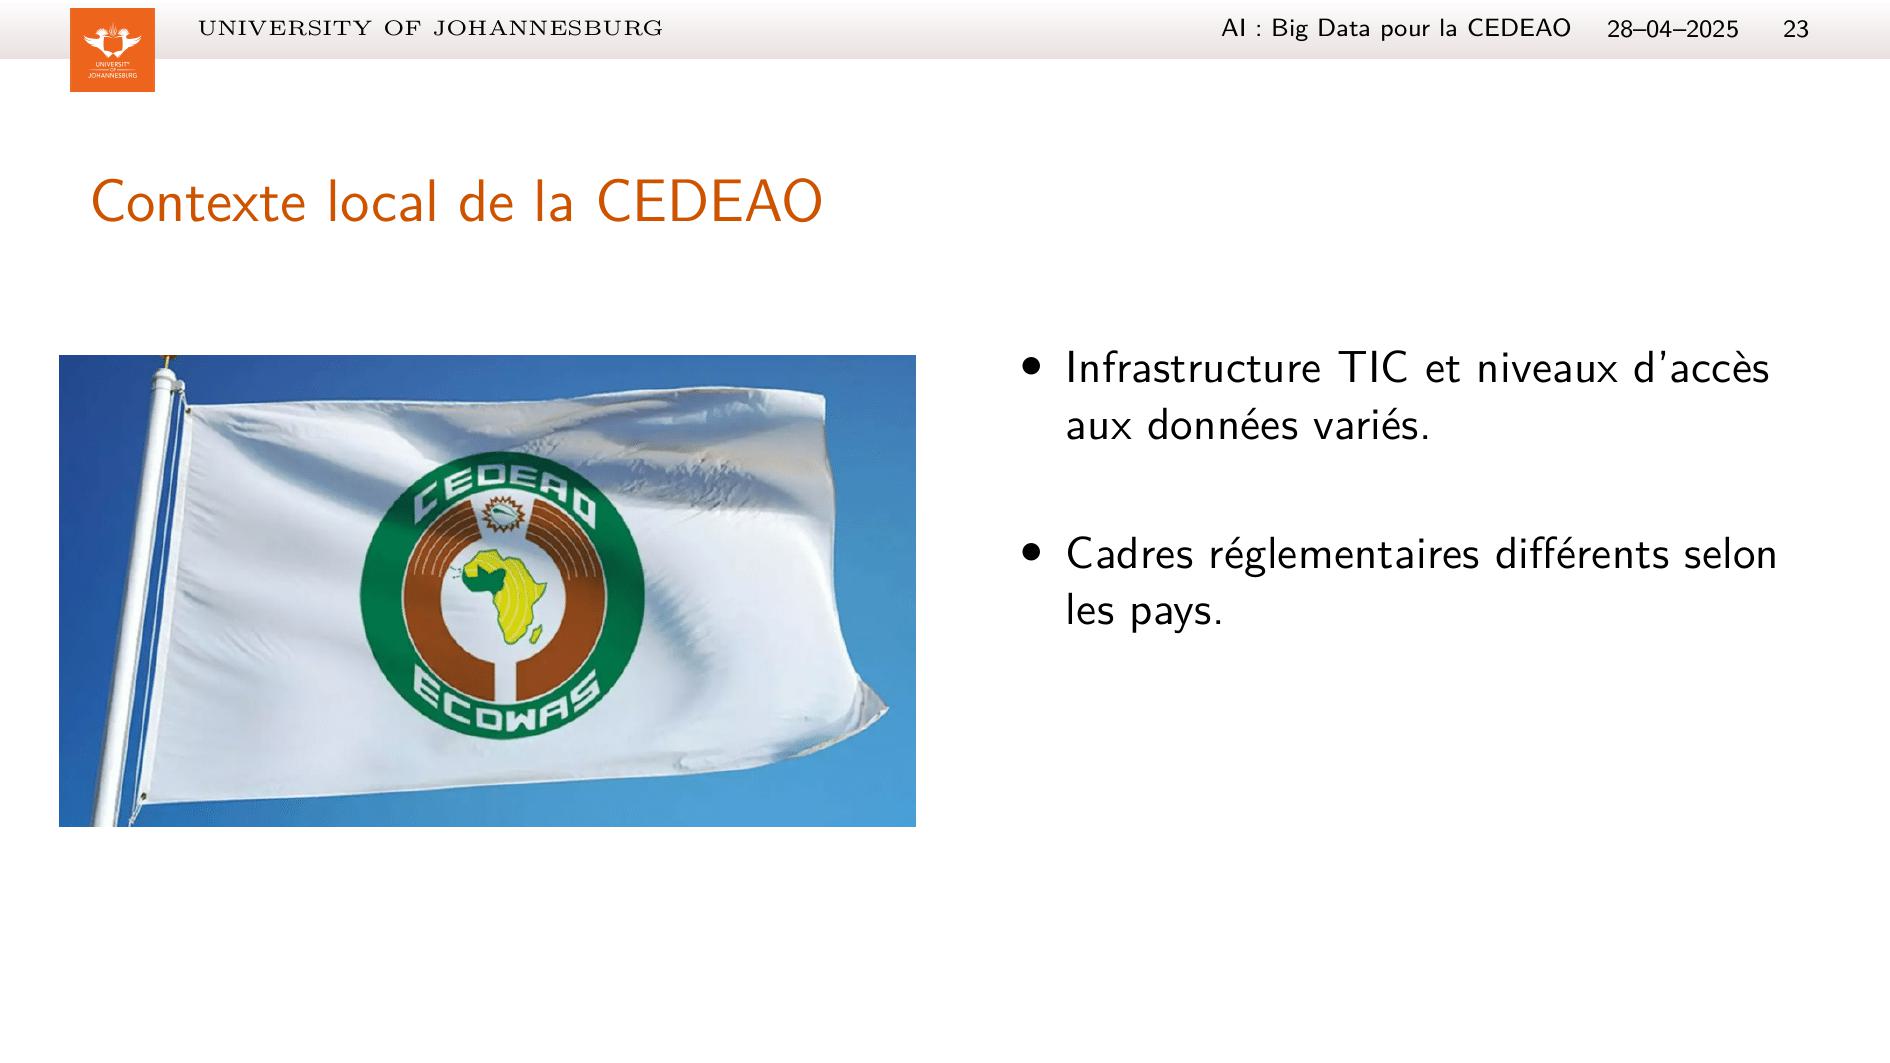 UNIVERSITY OF JOHANNESBURG
AI : Big Data pour la CEDEAO 28–04–2025 23
UNIVERSITY
OF
JOHANNESBURG
Contexte local de la CEDEAO
CEDEAO
ECOWAS
• Infrastructure TIC et niveaux d'accès
aux données variés.
• Cadres réglementaires différents selon
les pays.